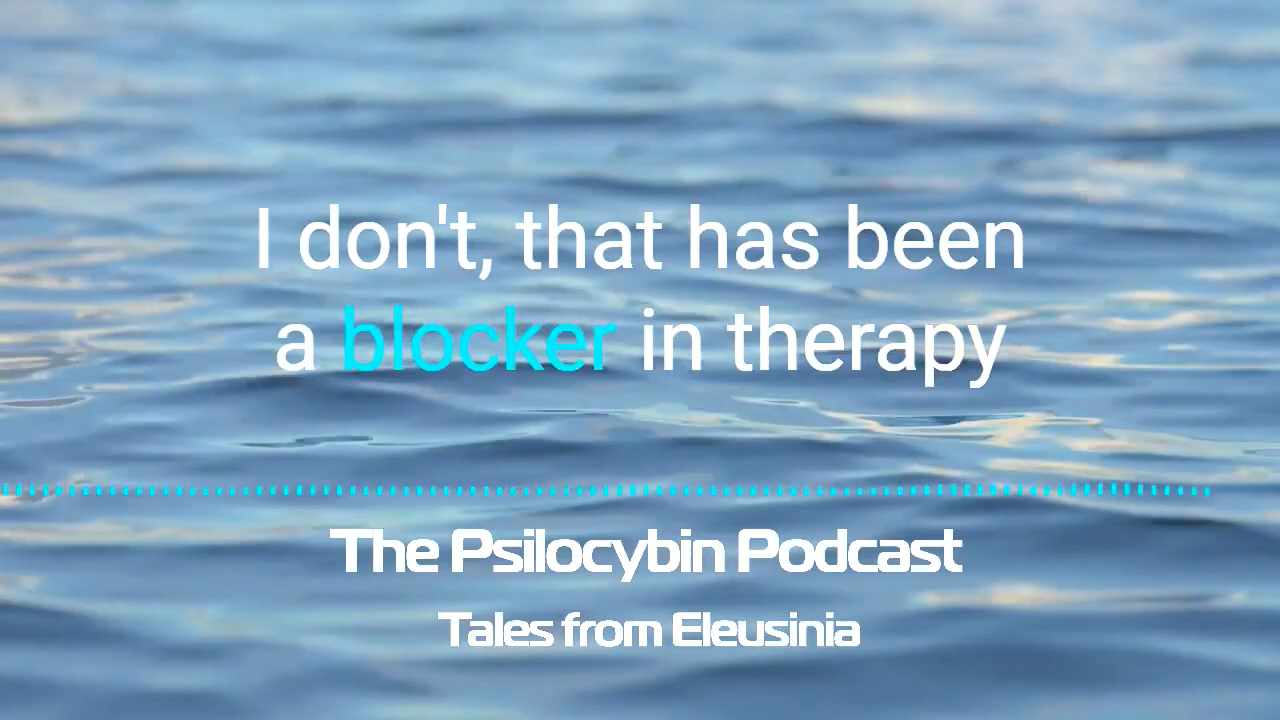 I don't, that has been
a blocker in therapy
The Psilocybin Podcast
Tales from Eleusinia